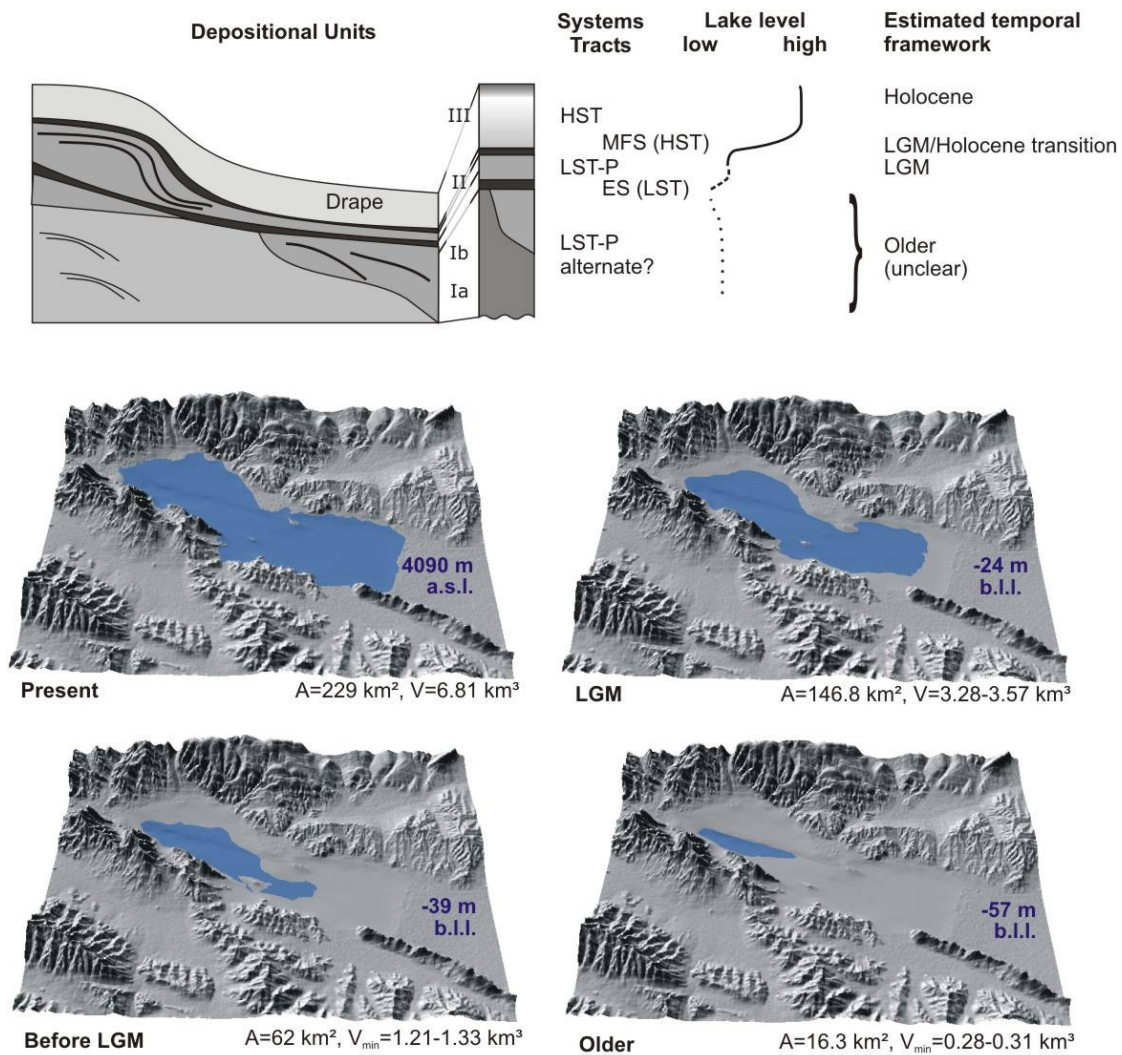 Depositional Units
Systems
Tracts
Lake level
low high
Estimated temporal
framework
III
II
Ib
Ia
Drape
HST
MFS (HST)
LST-P
ES (LST)
LST-P
alternate?
Holocene
LGM/Holocene transition
LGM
Older
(unclear)
4090 m
a.s.l.
Present
A=229 km², V=6.81 km³
-24 m
b.l.l.
LGM
A=146.8 km², V=3.28-3.57 km³
-39 m
b.l.l.
Before LGM
A=62 km², Vmin=1.21-1.33 km³
-57 m
b.l.l.
Older
A=16.3 km², Vmin=0.28-0.31 km³